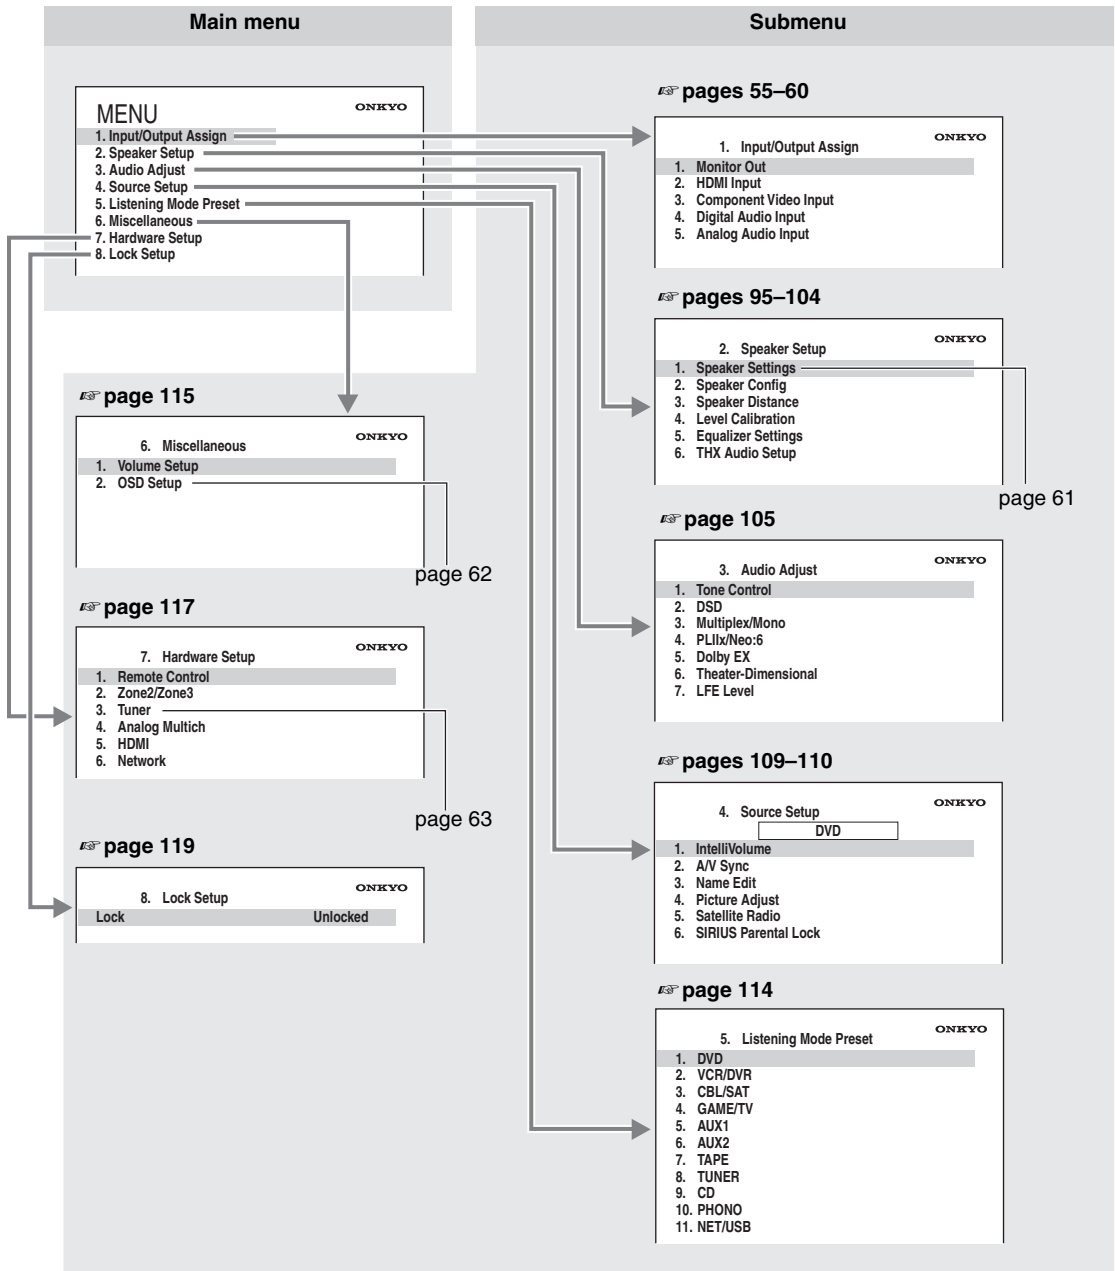 Main menu
Submenu
MENU
ONKYO
1. Input/Output Assign
2. Speaker Setup
3. Audio Adjust
4. Source Setup
5. Listening Mode Preset
6. Miscellaneous
7. Hardware Setup
8. Lock Setup
☞ page 115
ONKYO
6. Miscellaneous
1. Volume Setup
2. OSD Setup
page 62
☞ page 117
ONKYO
7. Hardware Setup
1. Remote Control
2. Zone2/Zone3
3. Tuner
4. Analog Multich
5. HDMI
6. Network
page 63
☞ page 119
ONKYO
8. Lock Setup
Lock Unlocked
☞ pages 55–60
ONKYO
1. Input/Output Assign
1. Monitor Out
2. HDMI Input
3. Component Video Input
4. Digital Audio Input
5. Analog Audio Input
☞ pages 95–104
ONKYO
2. Speaker Setup
1. Speaker Settings
2. Speaker Config
3. Speaker Distance
4. Level Calibration
5. Equalizer Settings
6. THX Audio Setup
page 61
☞ page 105
ONKYO
3. Audio Adjust
1. Tone Control
2. DSD
3. Multiplex/Mono
4. PLIIx/Neo:6
5. Dolby EX
6. Theater-Dimensional
7. LFE Level
☞ pages 109–110
ONKYO
4. Source Setup
DVD
1. IntelliVolume
2. A/V Sync
3. Name Edit
4. Picture Adjust
5. Satellite Radio
6. SIRIUS Parental Lock
☞ page 114
ONKYO
5. Listening Mode Preset
1. DVD
2. VCR/DVR
3. CBL/SAT
4. GAME/TV
5. AUX1
6. AUX2
7. TAPE
8. TUNER
9. CD
10. PHONO
11. NET/USB